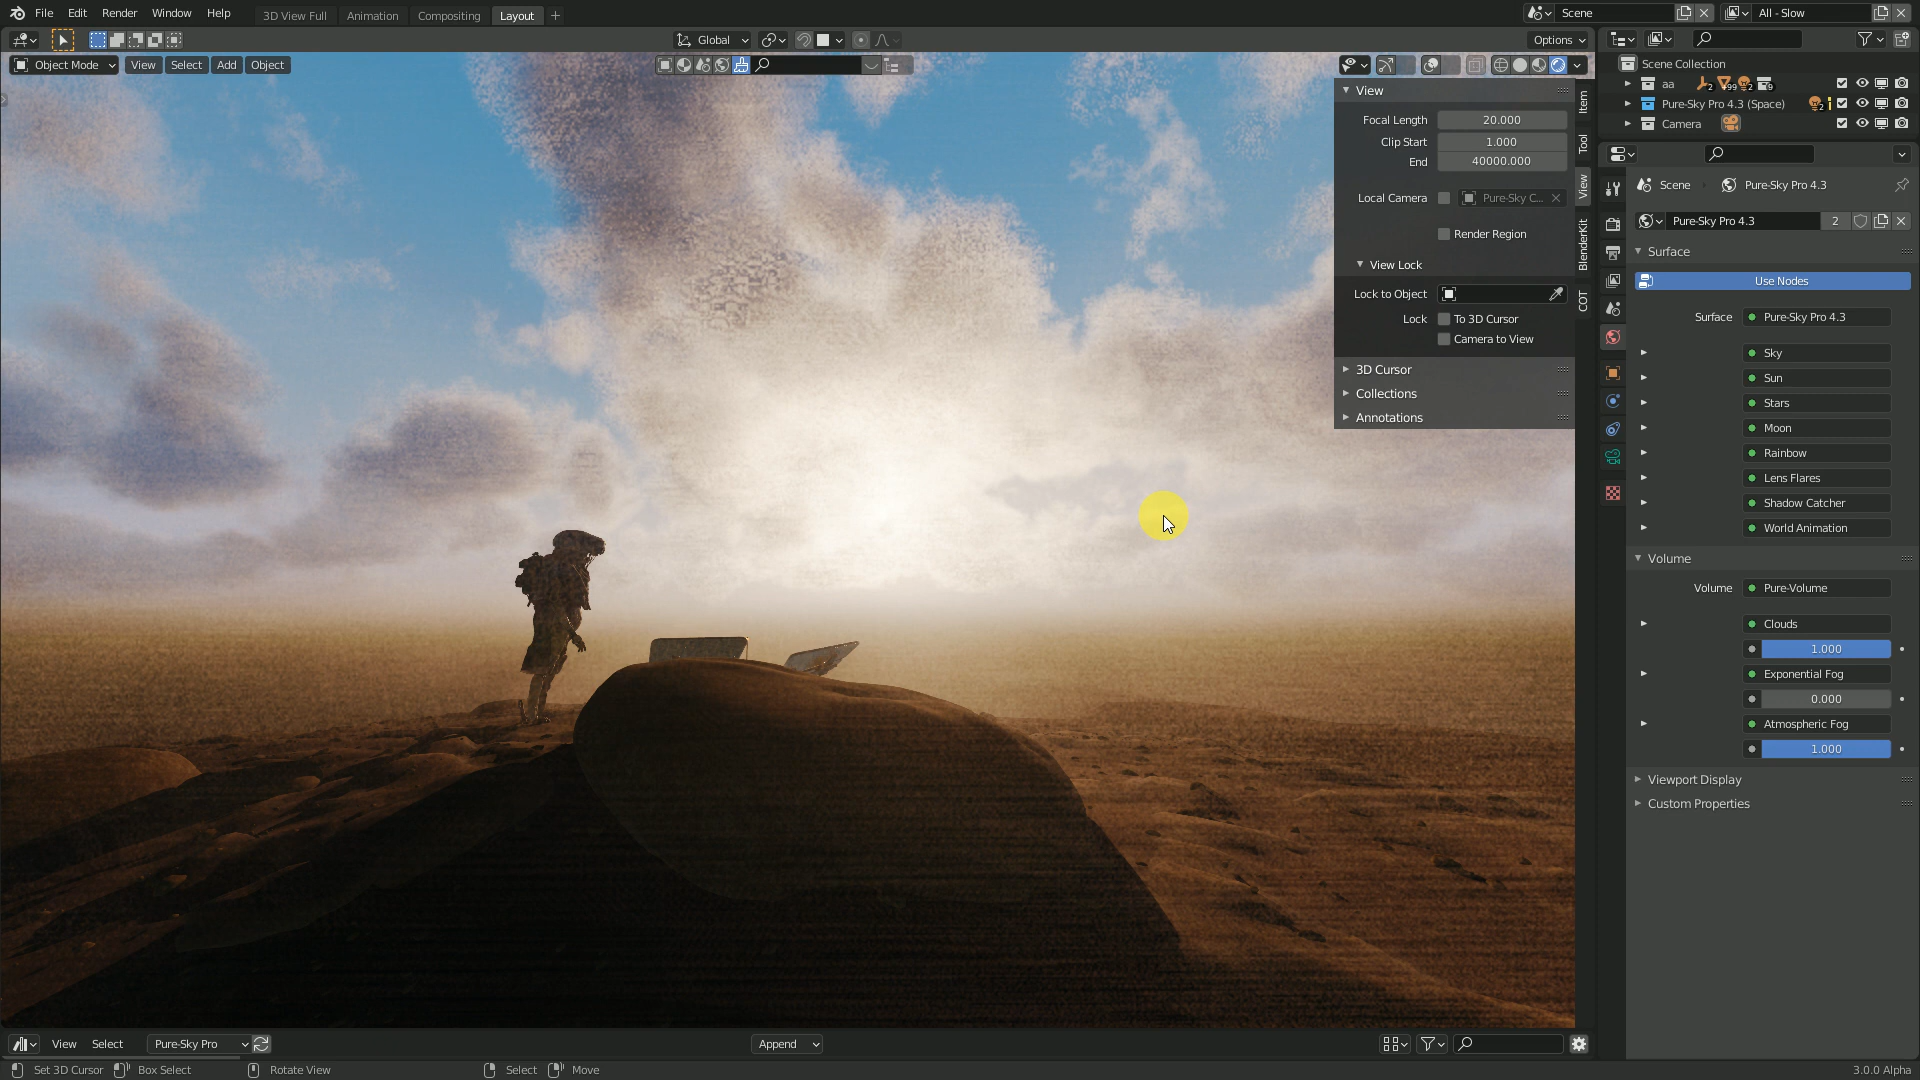 File Edit Render Window Help 3D View Full Animation Compositing Layout Scene All - Slow
Global Options
Object Mode View Select Add Object
Scene Collection
aa
Pure-Sky Pro 4.3 (Space)
Camera
View
Focal Length 20.000
Clip Start 1.000
End 40000.000
Local Camera Pure-Sky C...
Render Region
View Lock
Lock to Object
Lock To 3D Cursor
Camera to View
3D Cursor
Collections
Annotations
Item
Tool
View
BlenderKit
COT
Scene Pure-Sky Pro 4.3
Pure-Sky Pro 4.3 2
Surface
Use Nodes
Surface Pure-Sky Pro 4.3
Sky
Sun
Stars
Moon
Rainbow
Lens Flares
Shadow Catcher
World Animation
Volume
Volume Pure-Volume
Clouds
1.000
Exponential Fog
0.000
Atmospheric Fog
1.000
Viewport Display
Custom Properties
View Select Pure-Sky Pro Append
Set 3D Cursor Box Select Rotate View Select Move 3.0.0 Alpha